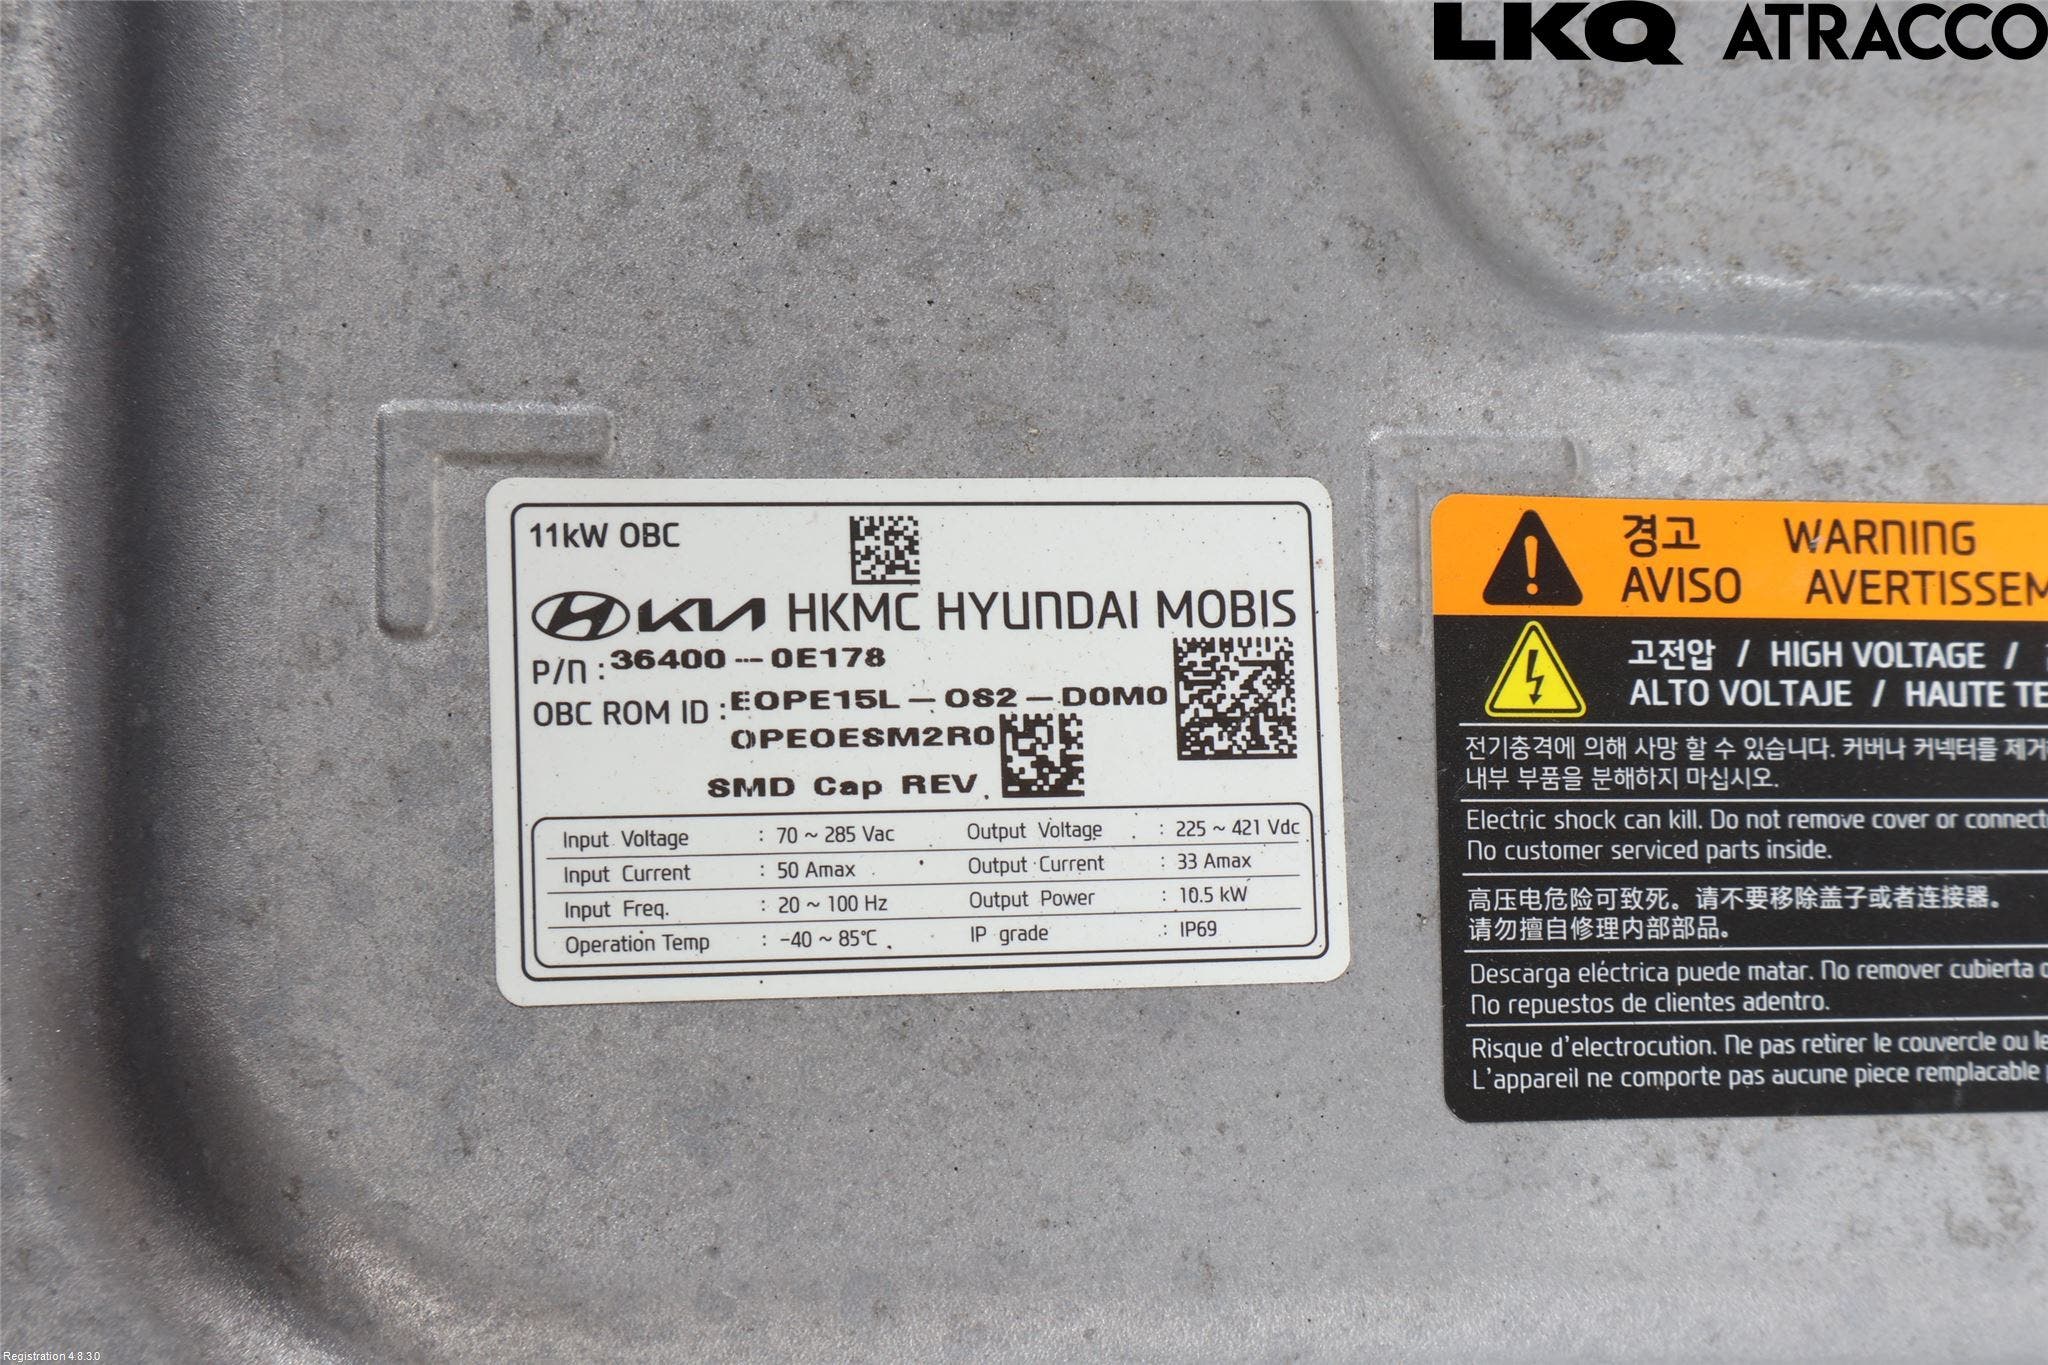 LKQ ATRACCO
11kW OBC
KIA HKMC HYUNDAI MOBIS
P/N : 36400---0E178
OBC ROM ID : EOPE15L-OS2-D0M0
OPEOESM2R0
SMD Cap REV.
Input Voltage : 70 ~ 285 Vac Output Voltage : 225 ~ 421 Vdc
Input Current : 50 Amax Output Current : 33 Amax
Input Freq. : 20 ~ 100 Hz Output Power : 10.5 kW
Operation Temp : -40 ~ 85℃ IP grade : IP69
경고 WARNING
AVISO AVERTISSEM
고전압 / HIGH VOLTAGE /
ALTO VOLTAJE / HAUTE TE
전기충격에 의해 사망 할 수 있습니다. 커버나 커넥터를 제거
내부 부품을 분해하지 마십시오.
Electric shock can kill. Do not remove cover or connect
No customer serviced parts inside.
高压电危险可致死。请不要移除盖子或者连接器。
请勿擅自修理内部部品。
Descarga eléctrica puede matar. No remover cubierta o
No repuestos de clientes adentro.
Risque d'electrocution. Ne pas retirer le couvercle ou le
L'appareil ne comporte pas aucune piece remplacable
Registration 4.8.3.0